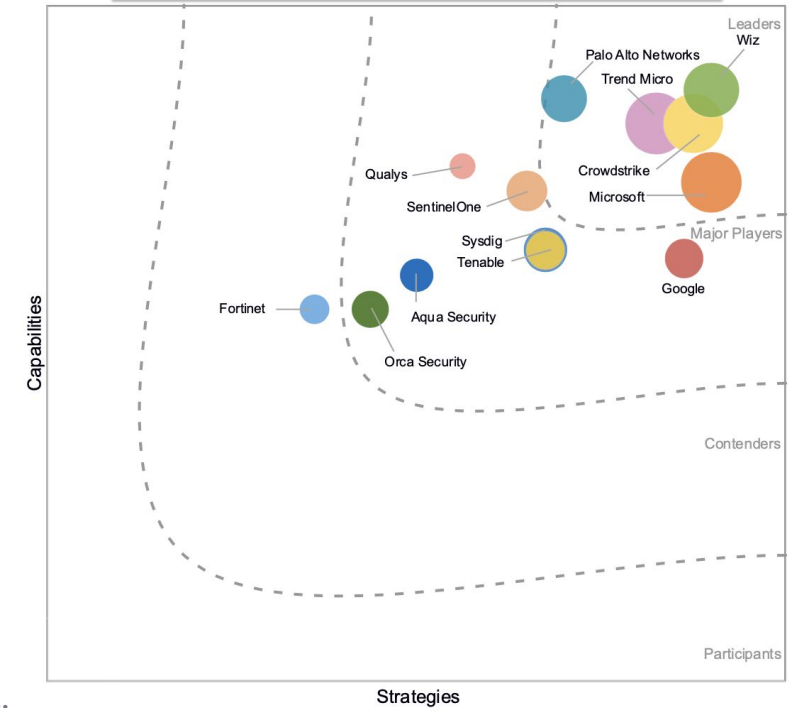 Leaders
Wiz
Palo Alto Networks
Trend Micro
Qualys
Crowdstrike
Microsoft
SentinelOne
Major Players
Sysdig
Tenable
Google
Fortinet
Aqua Security
Orca Security
Capabilities
Contenders
Participants
Strategies